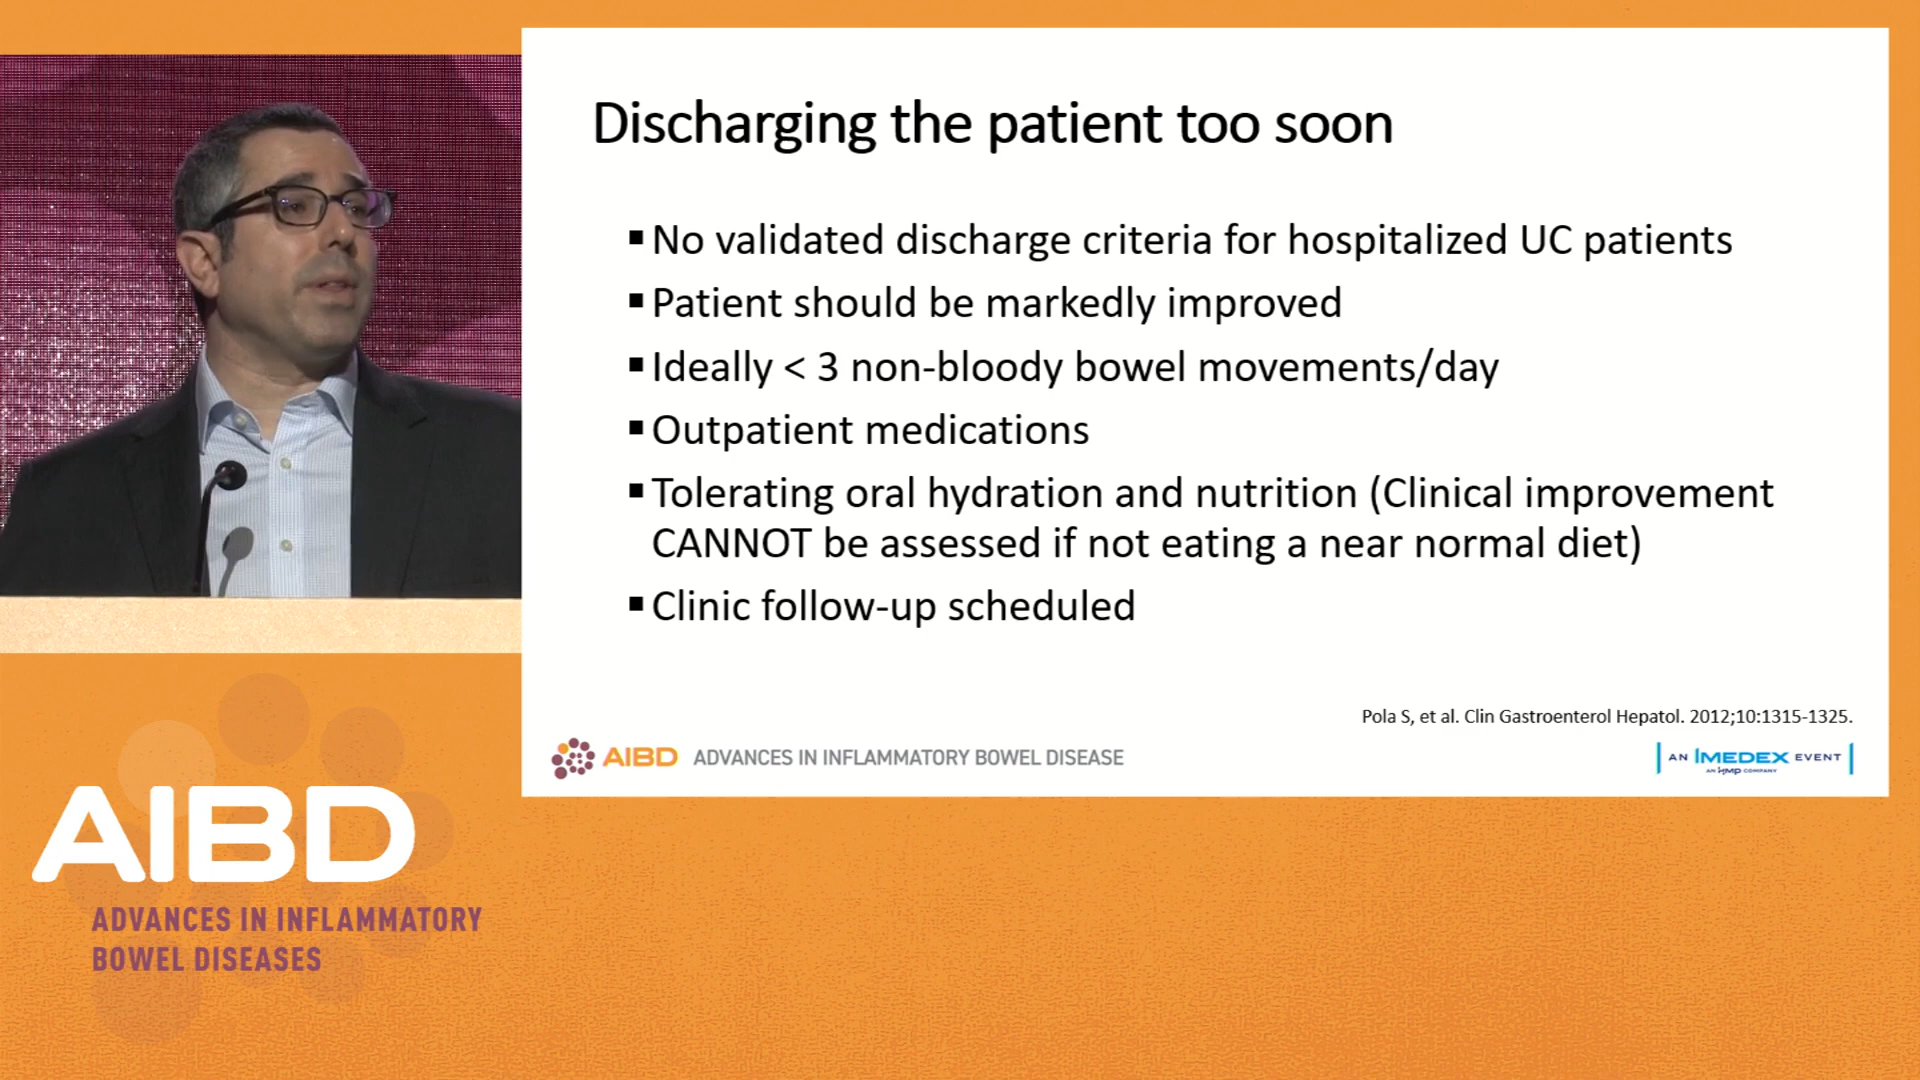 Discharging the patient too soon
▪ No validated discharge criteria for hospitalized UC patients
▪ Patient should be markedly improved
▪ Ideally < 3 non-bloody bowel movements/day
▪ Outpatient medications
▪ Tolerating oral hydration and nutrition (Clinical improvement
CANNOT be assessed if not eating a near normal diet)
▪ Clinic follow-up scheduled
Pola S, et al. Clin Gastroenterol Hepatol. 2012;10:1315-1325.
AIBD ADVANCES IN INFLAMMATORY BOWEL DISEASE
AN IMEDEX EVENT
AN HMP COMPANY
AIBD
ADVANCES IN INFLAMMATORY
BOWEL DISEASES